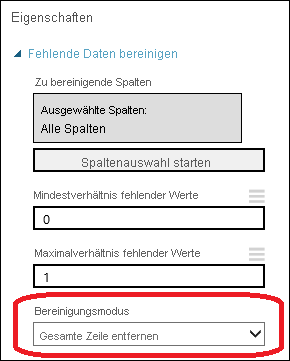 Eigenschaften
Fehlende Daten bereinigen
Zu bereinigende Spalten
Ausgewählte Spalten:
Alle Spalten
Spaltenauswahl starten
Mindestverhältnis fehlender Werte
0
Maximalverhältnis fehlender Werte
1
Bereinigungsmodus
Gesamte Zeile entfernen